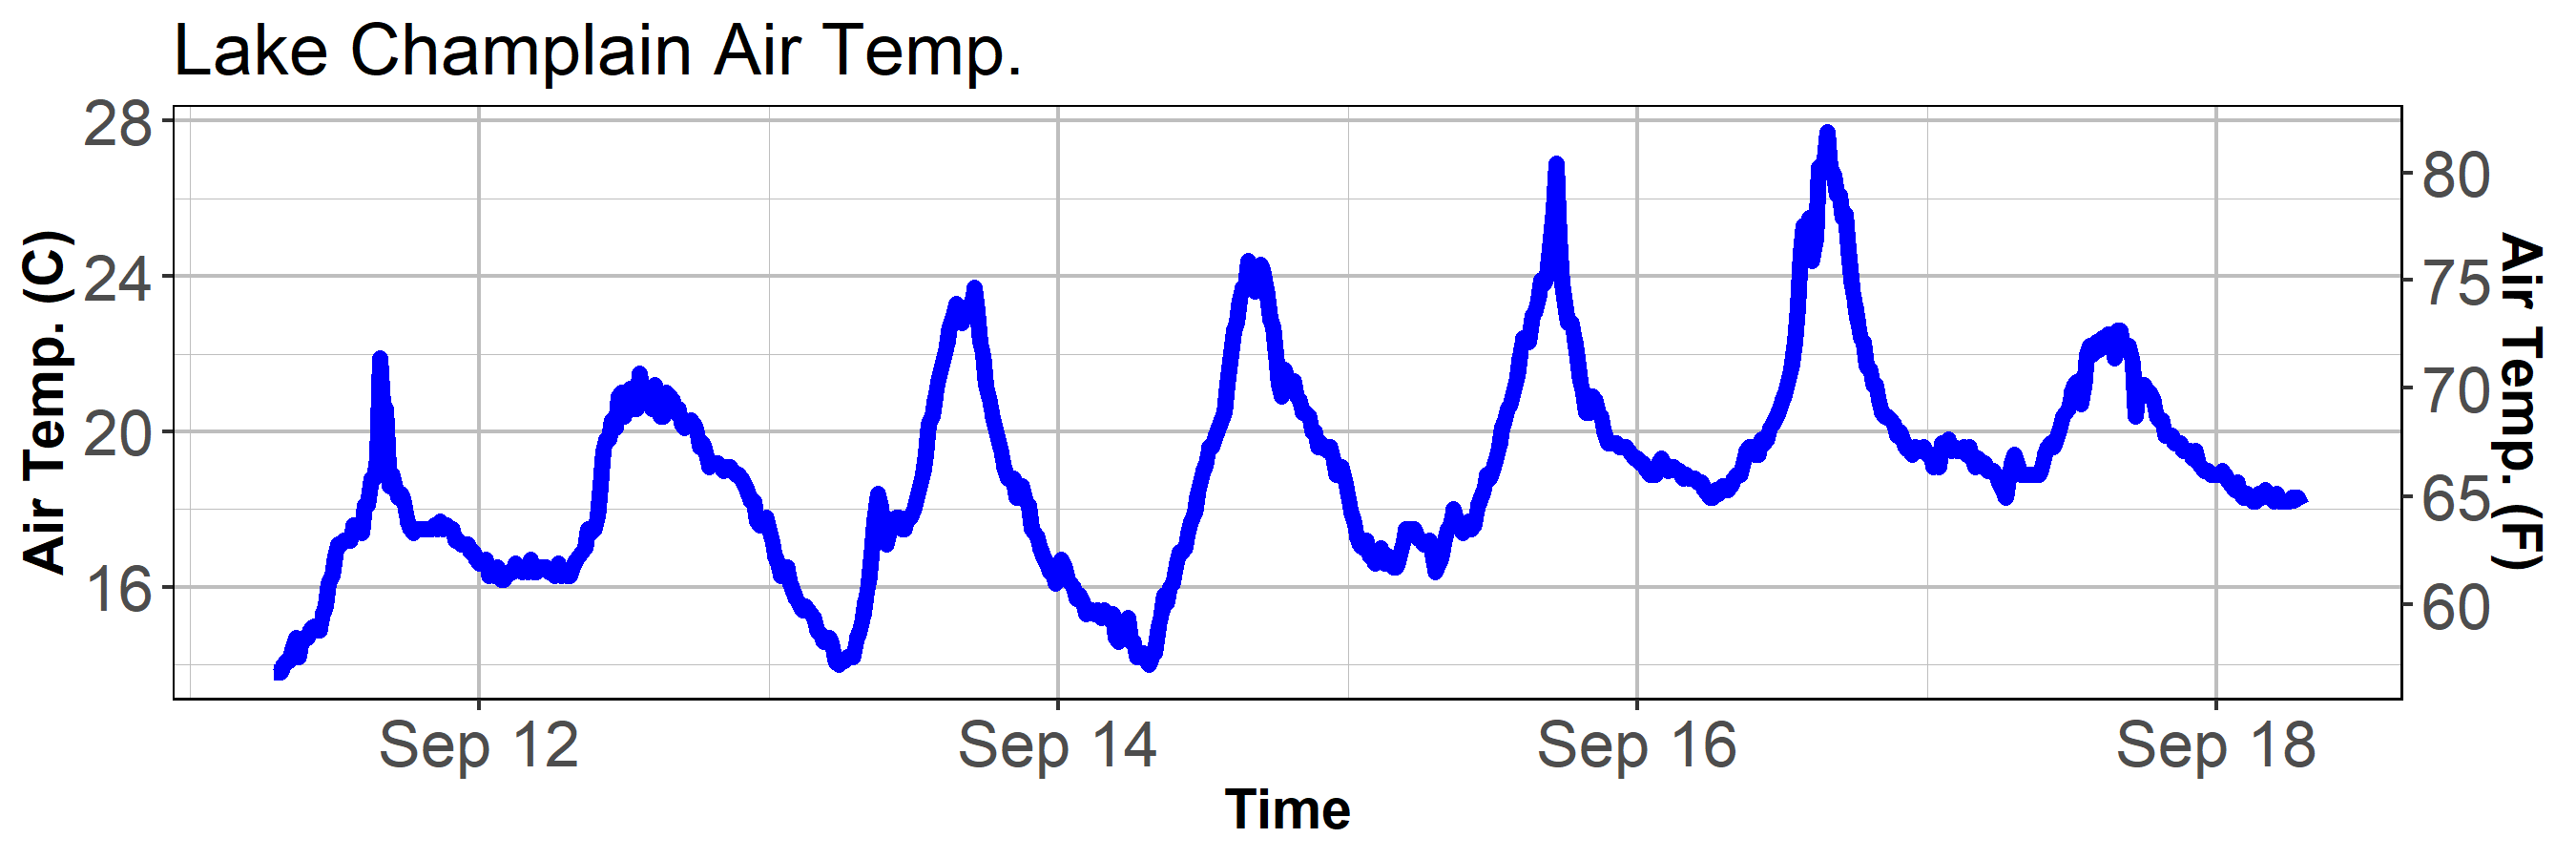 Lake Champlain Air Temp.
Air Temp. (C)
28
24
20
16
80
75
70
65
60
Air Temp. (F)
Sep 12
Sep 14
Sep 16
Sep 18
Time